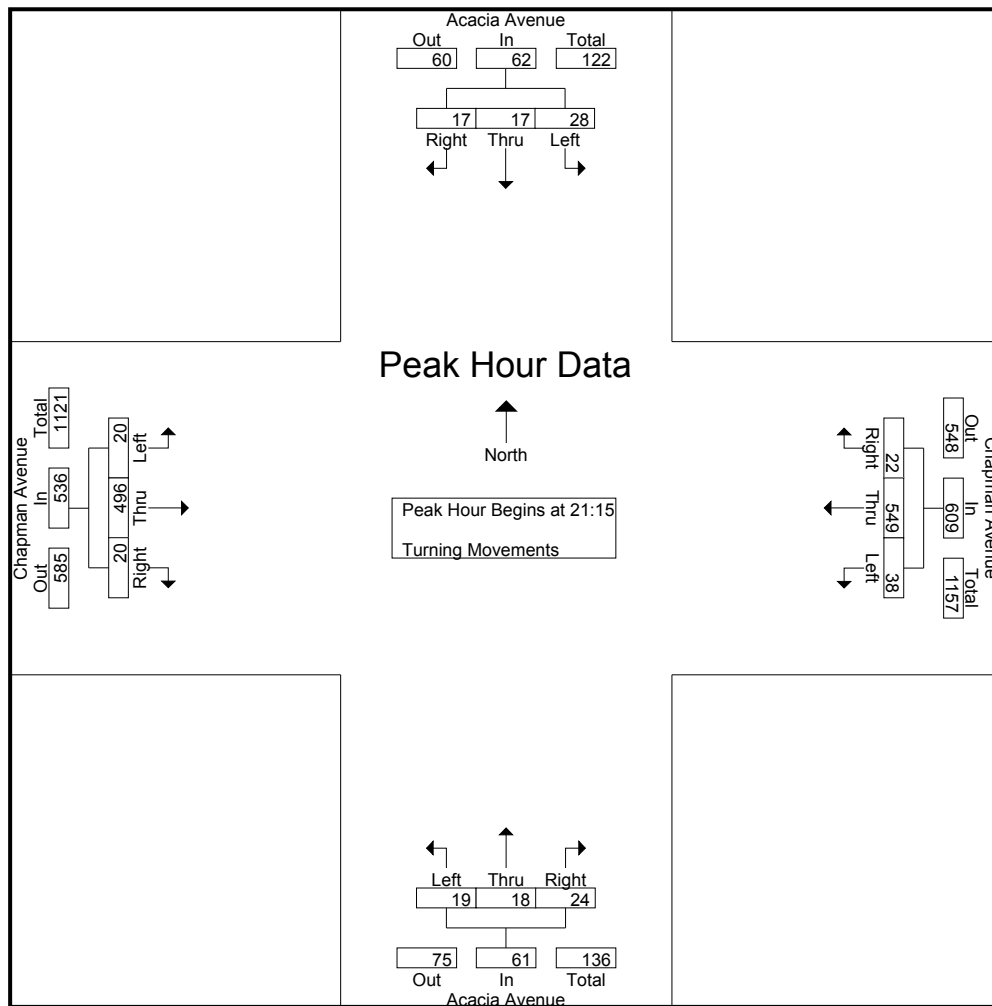 Acacia Avenue
Out In Total
60 62 122
17 17 28
Right Thru Left
Peak Hour Data
North
Peak Hour Begins at 21:15
Turning Movements
Chapman Avenue
Out In Total
585 536 1121
20 496 20
Right Thru Left
Chapman Avenue
Out In Total
548 609 1157
22 549 38
Right Thru Left
Left Thru Right
19 18 24
75 61 136
Out In Total
Acacia Avenue